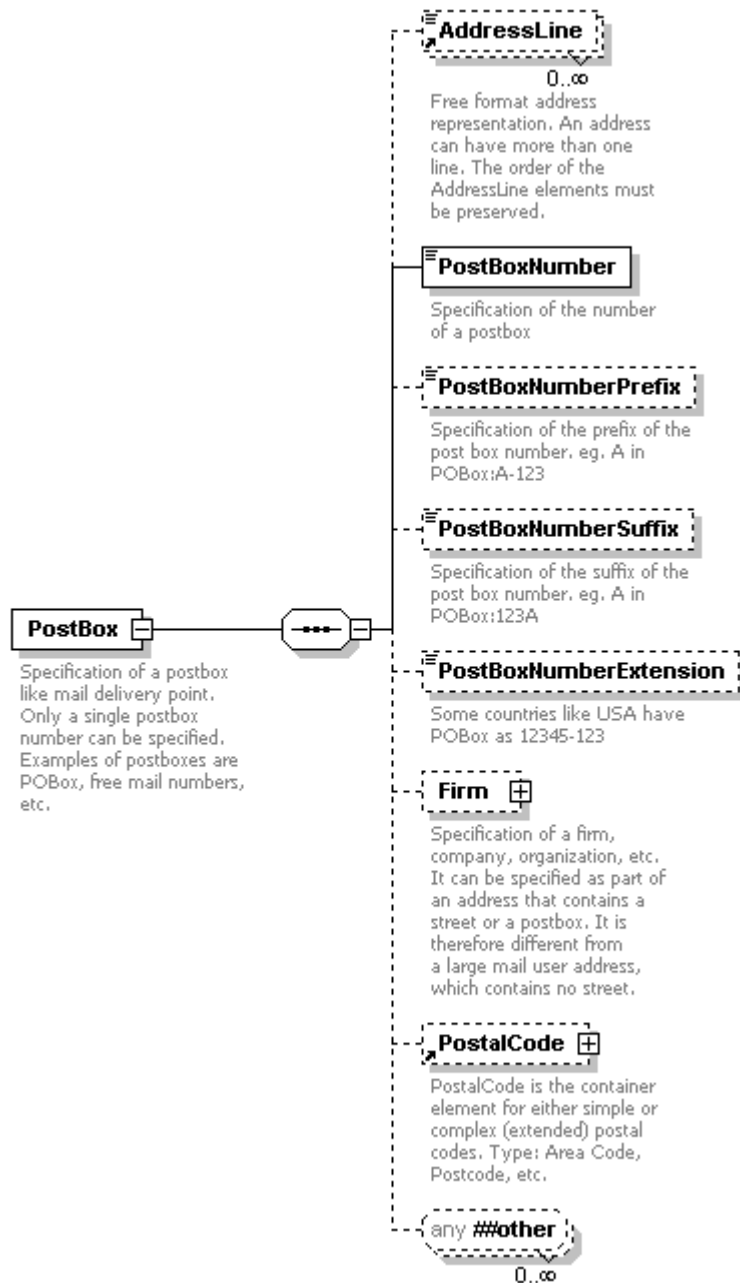 AddressLine
0..∞
Free format address
representation. An address
can have more than one
line. The order of the
AddressLine elements must
be preserved.
PostBoxNumber
Specification of the number
of a postbox
PostBoxNumberPrefix
Specification of the prefix of the
post box number. eg. A in
POBox:A-123
PostBoxNumberSuffix
Specification of the suffix of the
post box number. eg. A in
POBox:123A
PostBox
Specification of a postbox
like mail delivery point.
Only a single postbox
number can be specified.
Examples of postboxes are
POBox, free mail numbers,
etc.
PostBoxNumberExtension
Some countries like USA have
POBox as 12345-123
Firm
Specification of a firm,
company, organization, etc.
It can be specified as part of
an address that contains a
street or a postbox. It is
therefore different from
a large mail user address,
which contains no street.
PostalCode
PostalCode is the container
element for either simple or
complex (extended) postal
codes. Type: Area Code,
Postcode, etc.
any ##other
0..∞